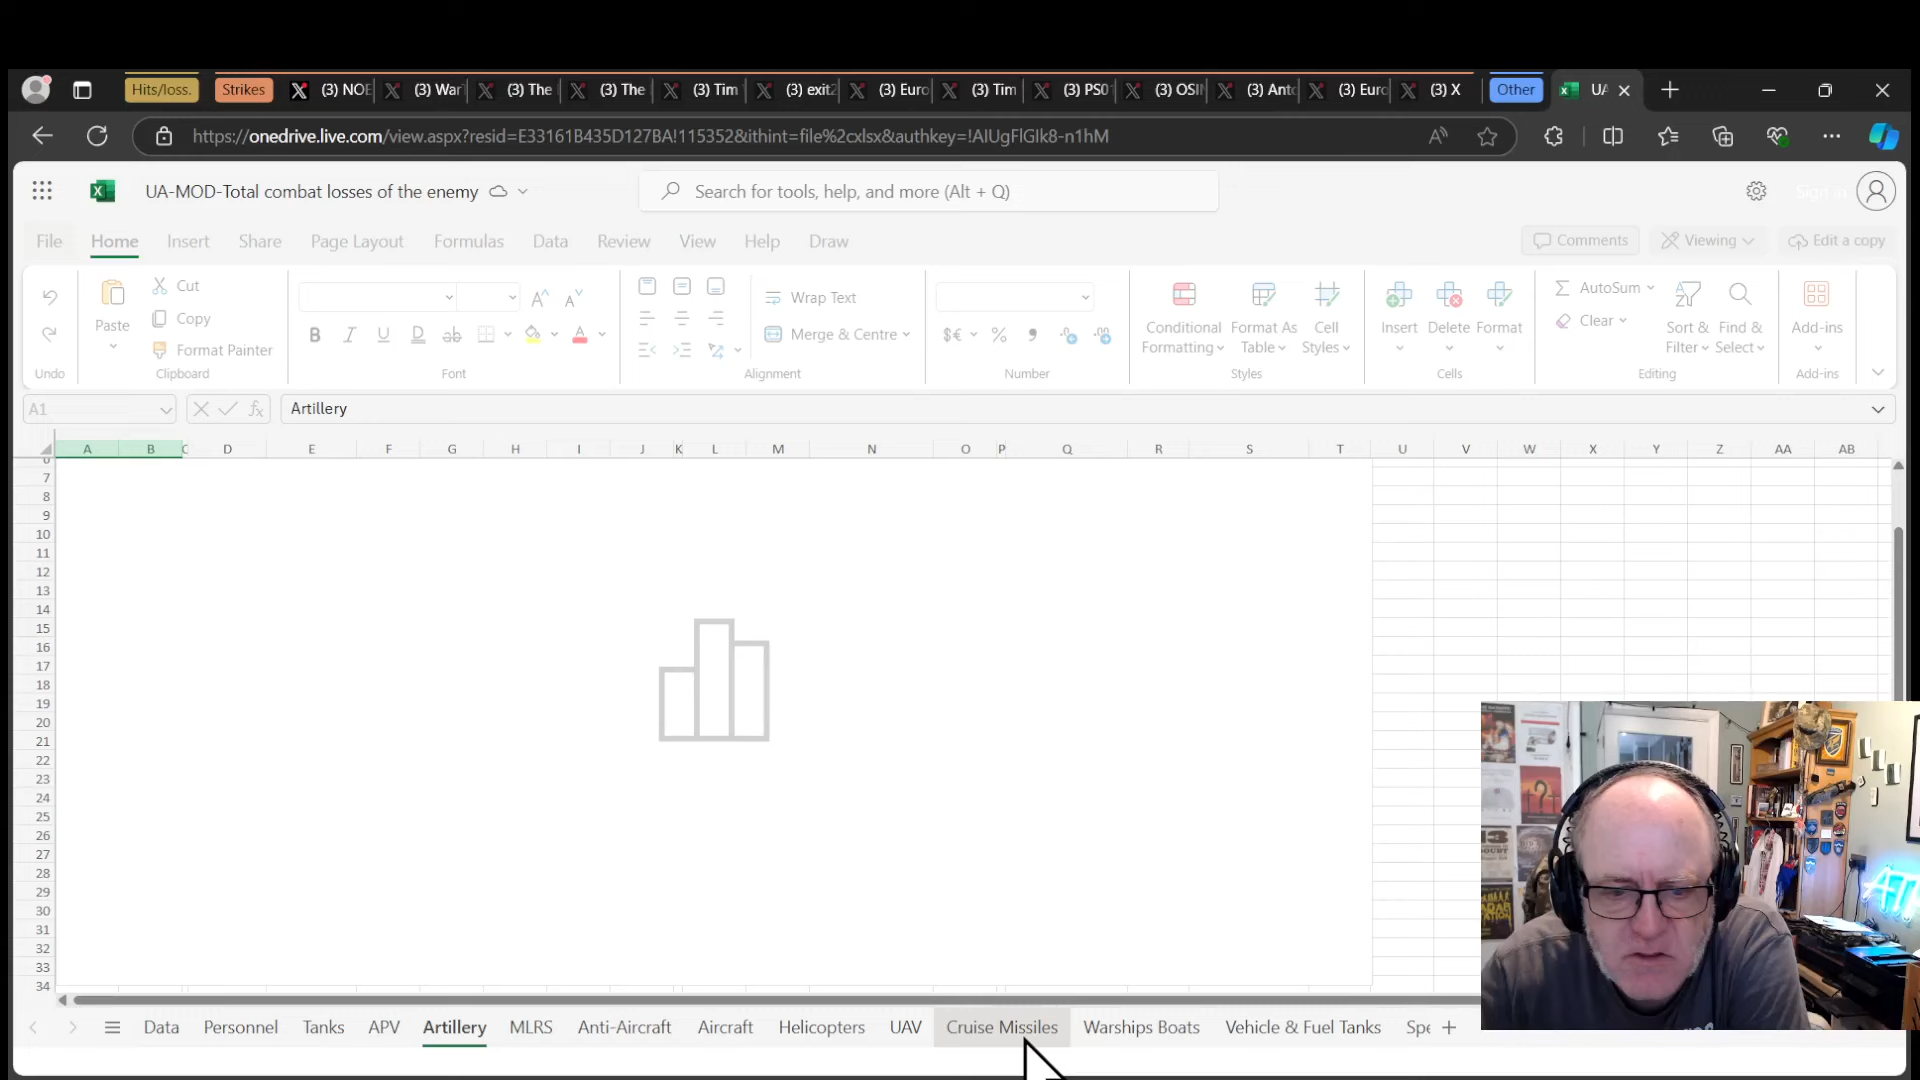 Hits/loss.
Strikes
(3) NOE
(3) War
(3) The
(3) The
(3) Tim
(3) exit2
(3) Euro
(3) Tim
(3) PS01
(3) OSIN
(3) Anto
(3) Euro
(3) X
Other
UA
https://onedrive.live.com/view.aspx?resid=E33161B435D127BA!115352&ithint=file%2cxlsx&authkey=!AIUgFlGIk8-n1hM
UA-MOD-Total combat losses of the enemy
Search for tools, help, and more (Alt + Q)
File
Home
Insert
Share
Page Layout
Formulas
Data
Review
View
Help
Draw
Comments
Viewing
Edit a copy
Paste
Cut
Copy
Format Painter
Wrap Text
Merge & Centre
Conditional
Formatting
Format As
Table
Cell
Styles
Insert
Delete
Format
AutoSum
Clear
Sort &
Filter
Find &
Select
Add-ins
Undo
Clipboard
Font
Alignment
Number
Styles
Cells
Editing
Add-ins
A1
fx
Artillery
A B C D E F G H I J K L M N O P Q R S T U V W X Y Z AA AB
7
8
9
10
11
12
13
14
15
16
17
18
19
20
21
22
23
24
25
26
27
28
29
30
31
32
33
34
Data
Personnel
Tanks
APV
Artillery
MLRS
Anti-Aircraft
Aircraft
Helicopters
UAV
Cruise Missiles
Warships Boats
Vehicle & Fuel Tanks
Spe